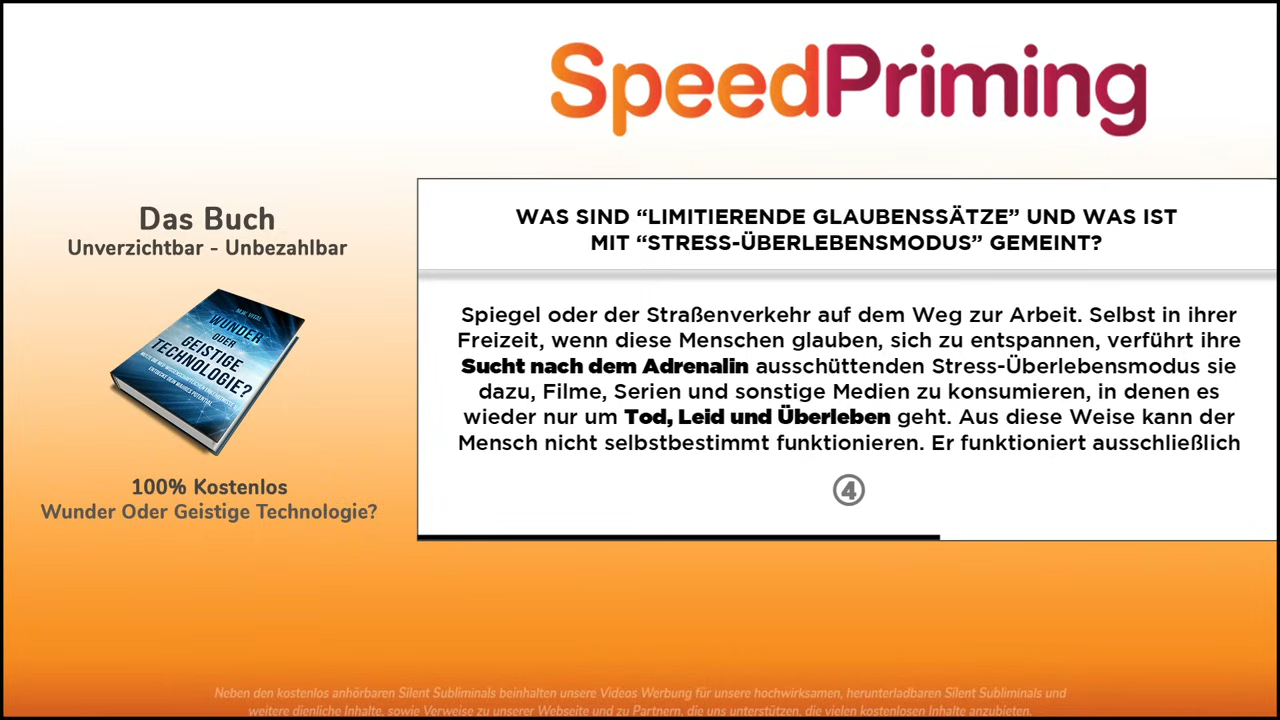 SpeedPriming
Das Buch
Unverzichtbar - Unbezahlbar
WUNDER
ODER
GEISTIGE
TECHNOLOGIE?
100% Kostenlos
Wunder Oder Geistige Technologie?
WAS SIND “LIMITIERENDE GLAUBENSSÄTZE” UND WAS IST
MIT “STRESS-ÜBERLEBENSMODUS” GEMEINT?
Spiegel oder der Straßenverkehr auf dem Weg zur Arbeit. Selbst in ihrer
Freizeit, wenn diese Menschen glauben, sich zu entspannen, verführt ihre
Sucht nach dem Adrenalin ausschüttenden Stress-Überlebensmodus sie
dazu, Filme, Serien und sonstige Medien zu konsumieren, in denen es
wieder nur um Tod, Leid und Überleben geht. Aus diese Weise kann der
Mensch nicht selbstbestimmt funktionieren. Er funktioniert ausschließlich
4
Neben den kostenlos anhörbaren Silent Subliminals beinhalten unsere Videos Werbung für unsere hochwirksamen, herunterladbaren Silent Subliminals und
weitere dienliche Inhalte, sowie Verweise zu unserer Webseite und zu Partnern, die uns unterstützen, die vielen kostenlosen Inhalte anzubieten.